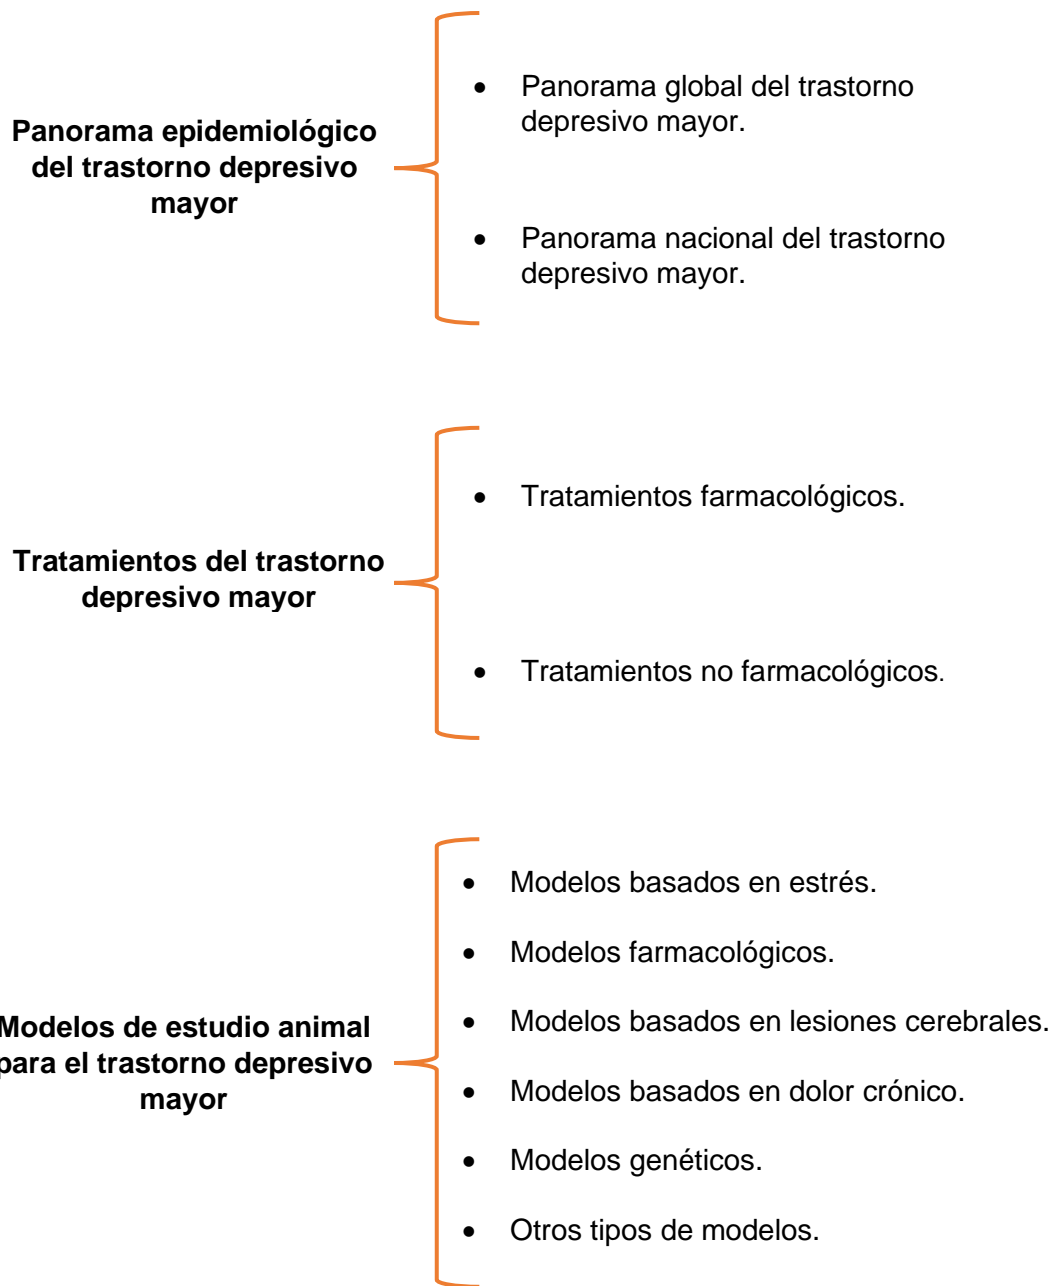 Panorama epidemiológico
del trastorno depresivo
mayor
• Panorama global del trastorno
depresivo mayor.
• Panorama nacional del trastorno
depresivo mayor.
Tratamientos del trastorno
depresivo mayor
• Tratamientos farmacológicos.
• Tratamientos no farmacológicos.
Modelos de estudio animal
para el trastorno depresivo
mayor
• Modelos basados en estrés.
• Modelos farmacológicos.
• Modelos basados en lesiones cerebrales.
• Modelos basados en dolor crónico.
• Modelos genéticos.
• Otros tipos de modelos.